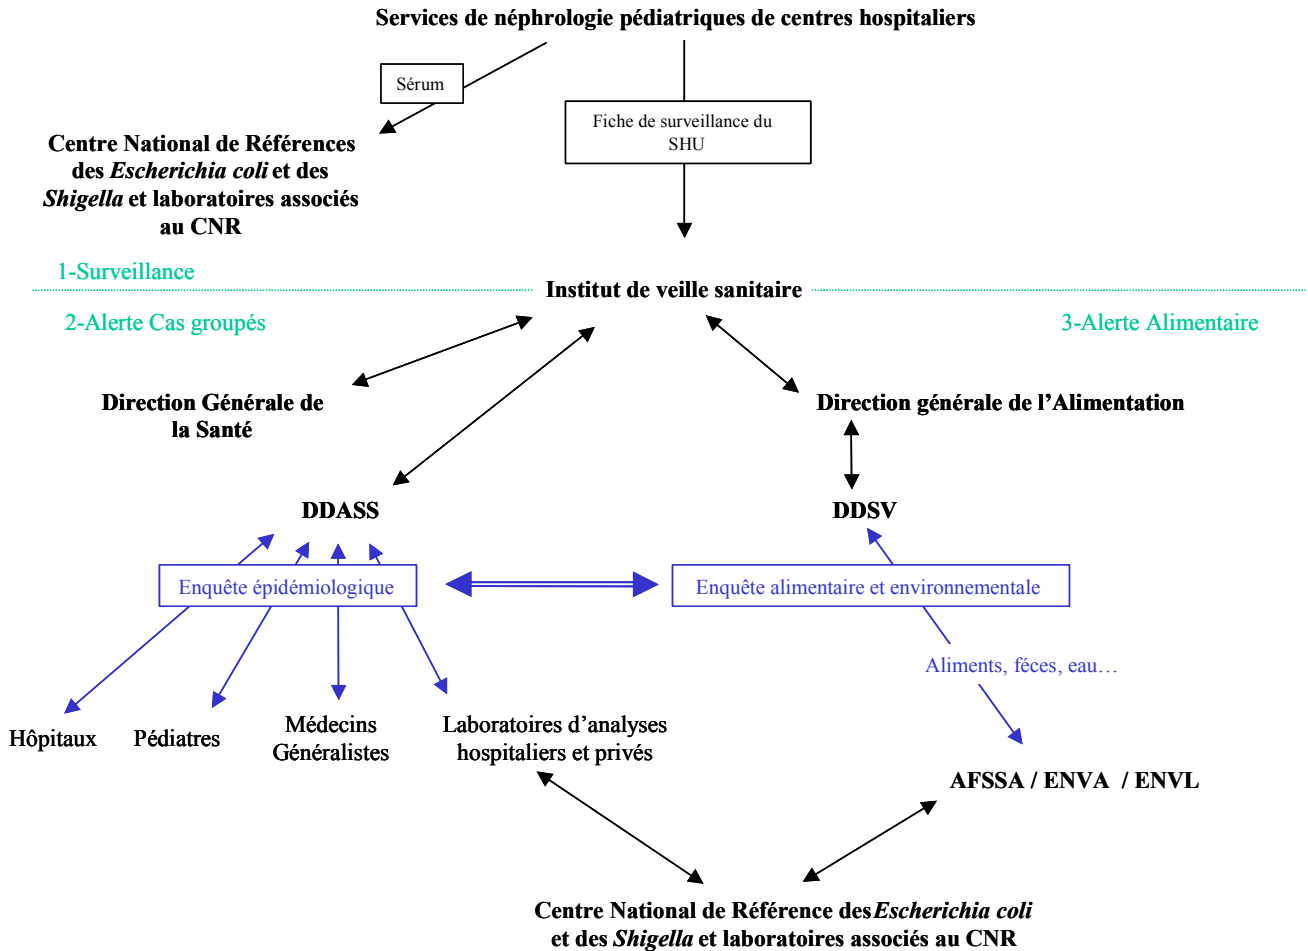 Services de néphrologie pédiatriques de centres hospitaliers
Sérum
Fiche de surveillance du
SHU
Centre National de Références
des Escherichia coli et des
Shigella et laboratoires associés
au CNR
1-Surveillance
Institut de veille sanitaire
2-Alerte Cas groupés
3-Alerte Alimentaire
Direction Générale de
la Santé
Direction générale de l’Alimentation
DDASS
DDSV
Enquête épidémiologique
Enquête alimentaire et environnementale
Aliments, féces, eau…
Hôpitaux
Pédiatres
Médecins
Généralistes
Laboratoires d’analyses
hospitaliers et privés
AFSSA / ENVA / ENVL
Centre National de Référence des Escherichia coli
et des Shigella et laboratoires associés au CNR